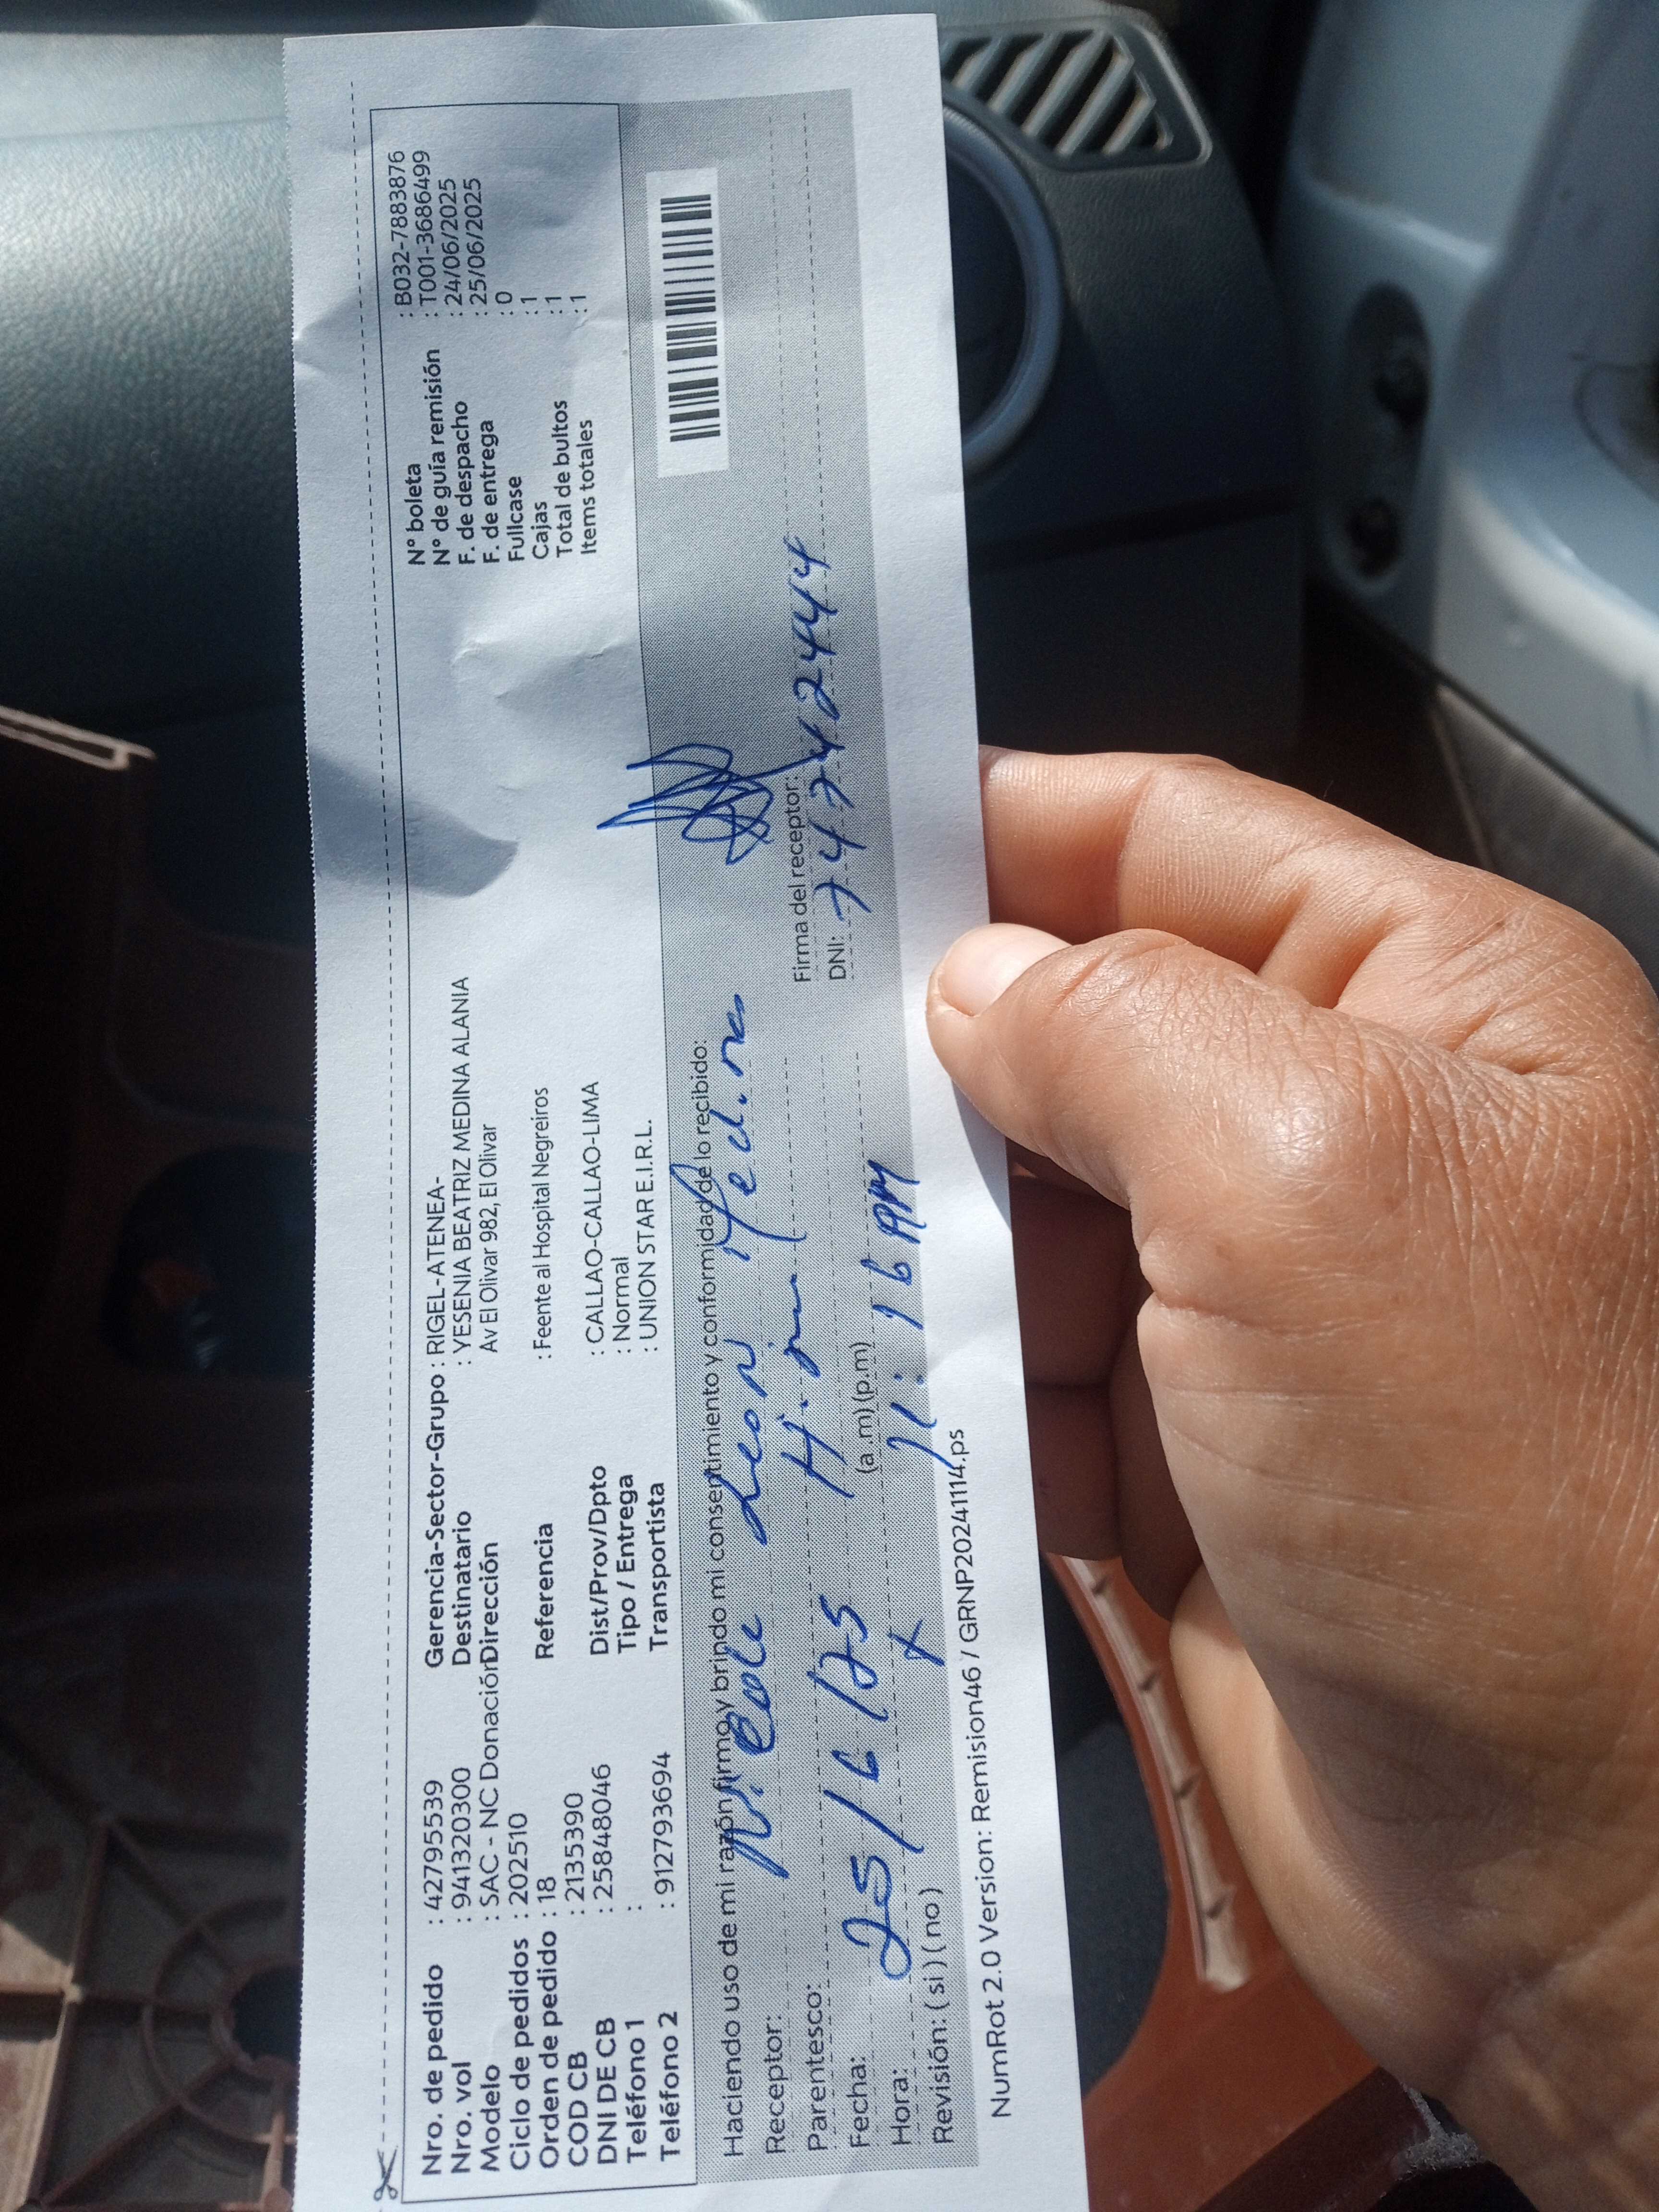 Nro. de pedido : 42795539
Nro. vol : 941320300
Modelo : SAC - NC Donación
Ciclo de pedidos : 202510
Orden de pedido : 18
COD CB : 2135390
DNI DE CB : 25848046
Teléfono 1 :
Teléfono 2 : 912793694
Gerencia-Sector-Grupo : RIGEL-ATENEA-
Destinatario : YESENIA BEATRIZ MEDINA ALANIA
Dirección Av El Olivar 982, El Olivar
Referencia : Feente al Hospital Negreiros
Dist/Prov/Dpto : CALLAO-CALLAO-LIMA
Tipo / Entrega : Normal
Transportista : UNION STAR E.I.R.L.
N° boleta : B032-7883876
N° de guía remisión : T001-3686499
F. de despacho : 24/06/2025
F. de entrega : 25/06/2025
Fullcase : 0
Cajas : 1
Total de bultos : 1
Items totales : 1
Haciendo uso de mi razón firmo y brindo mi consentimiento y conformidad de lo recibido:
Receptor: Nicole Leon Medina
Parentesco:
Fecha: 25/6/25
Hora: (a.m) (p.m) 11:16 AM
Revisión: ( si ) ( no )
Firma del receptor:
DNI: 74742444
NumRot 2.0 Version: Remision46 / GRNP20241114.ps